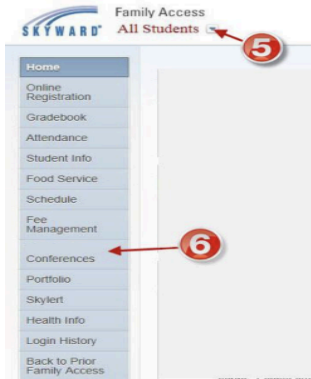 Family Access
SKYWARD®
All Students
5
Home
Online
Registration
Gradebook
Attendance
Student Info
Food Service
Schedule
Fee
Management
6
Conferences
Portfolio
Skylert
Health Info
Login History
Back to Prior
Family Access